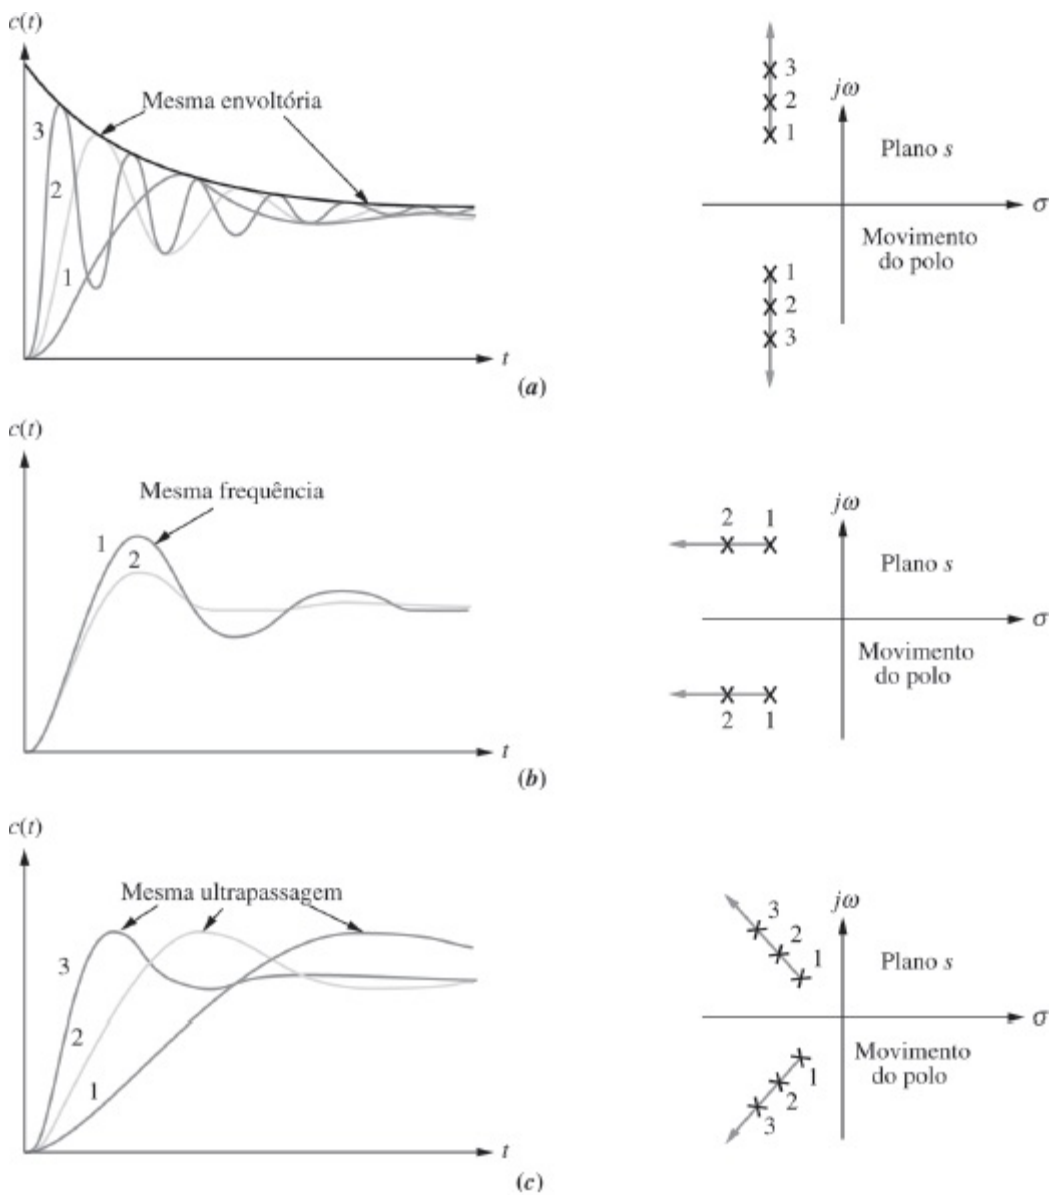 c(t)
Mesma envoltória
3
2
1
t
3
2
1
jω
Plano s
σ
Movimento
do polo
1
2
3
(a)
c(t)
Mesma frequência
1
2
t
2 1
jω
Plano s
σ
Movimento
do polo
2 1
(b)
c(t)
Mesma ultrapassagem
3
2
1
t
3
2
1
jω
Plano s
σ
Movimento
do polo
1
2
3
(c)